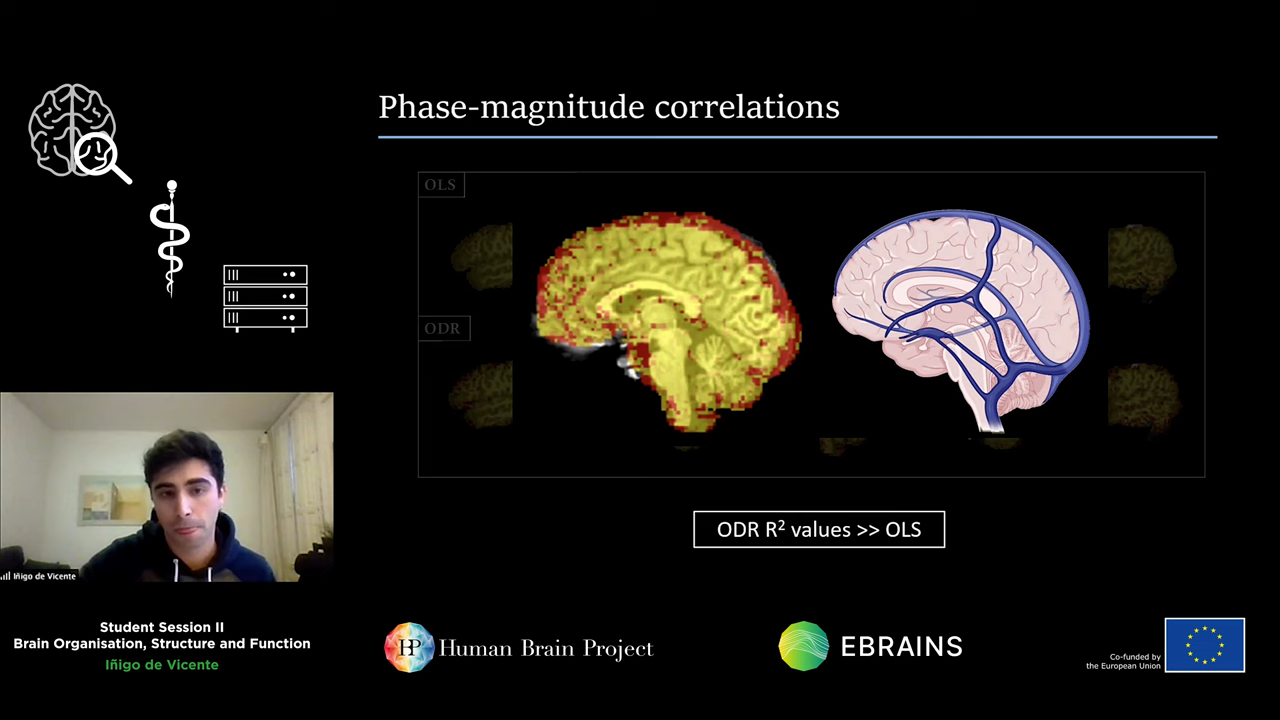 Phase-magnitude correlations
OLS
ODR
ODR R² values >> OLS
Iñigo de Vicente
Student Session II
Brain Organisation, Structure and Function
Iñigo de Vicente
HP Human Brain Project
EBRAINS
Co-funded by
the European Union